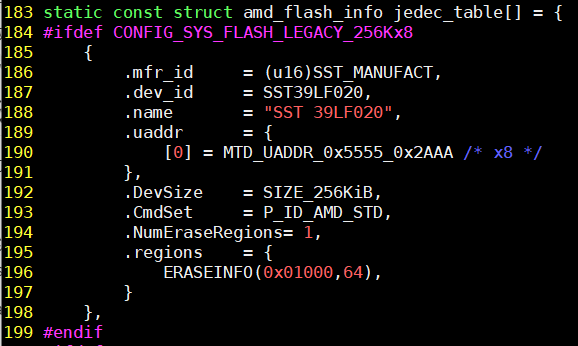 183 static const struct amd_flash_info jedec_table[] = {
184 #ifdef CONFIG_SYS_FLASH_LEGACY_256Kx8
185     {
186         .mfr_id     = (u16)SST_MANUFACT,
187         .dev_id     = SST39LF020,
188         .name       = "SST 39LF020",
189         .uaddr      = {
190             [0] = MTD_UADDR_0x5555_0x2AAA /* x8 */
191         },
192         .DevSize    = SIZE_256KiB,
193         .CmdSet     = P_ID_AMD_STD,
194         .NumEraseRegions= 1,
195         .regions    = {
196             ERASEINFO(0x01000,64),
197         }
198     },
199 #endif